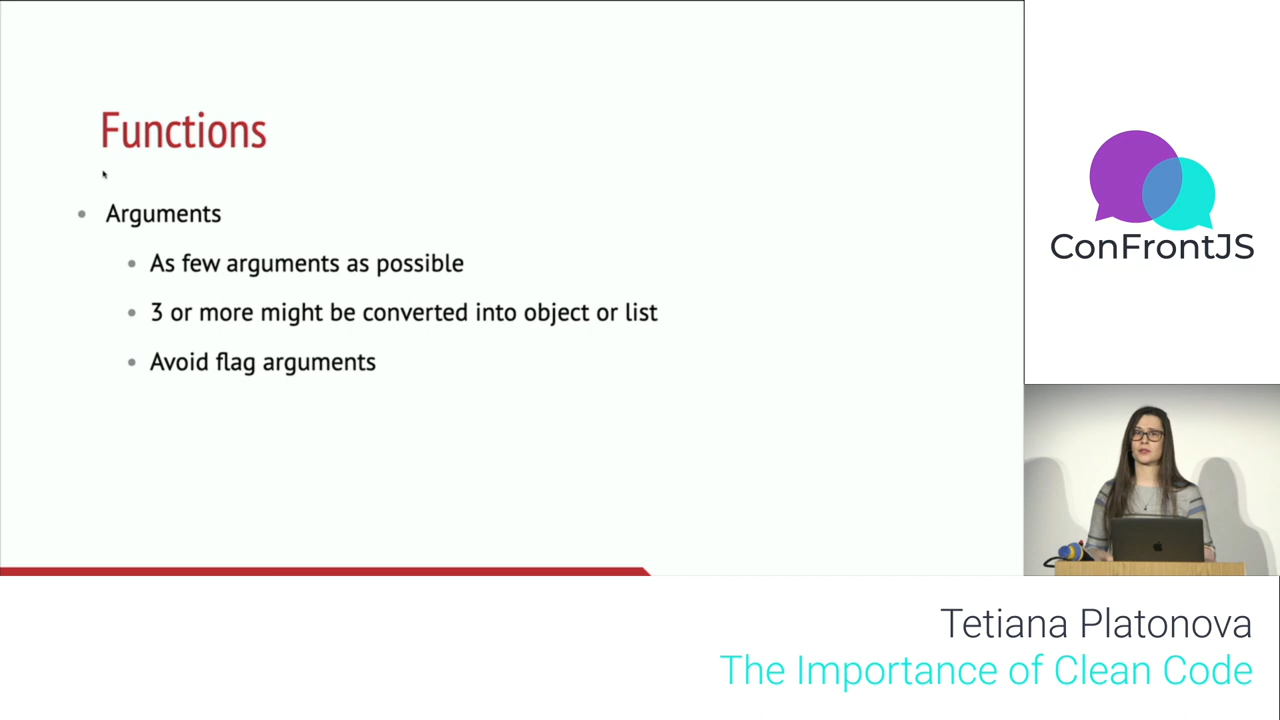 Functions
Arguments
As few arguments as possible
3 or more might be converted into object or list
Avoid flag arguments
ConFrontJS
Tetiana Platonova
The Importance of Clean Code